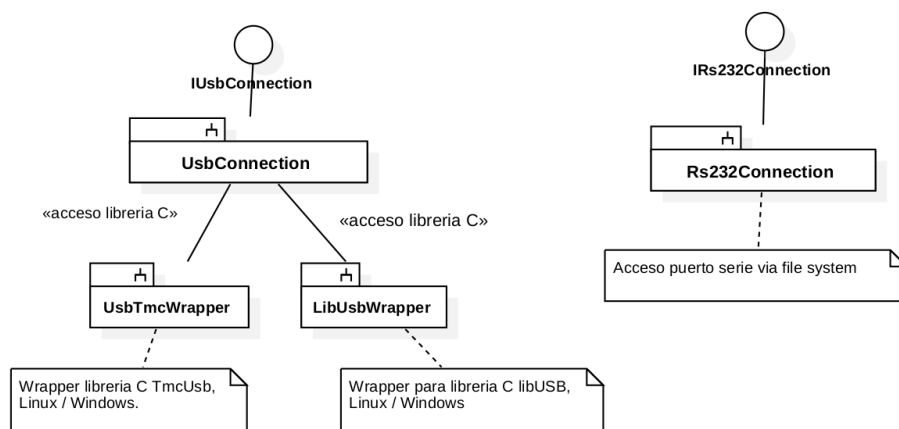 IUsbConnection
UsbConnection
«acceso libreria C»
«acceso libreria C»
UsbTmcWrapper
LibUsbWrapper
Wrapper libreria C TmcUsb,
Linux / Windows.
Wrapper para libreria C libUSB,
Linux / Windows
IRs232Connection
Rs232Connection
Acceso puerto serie via file system